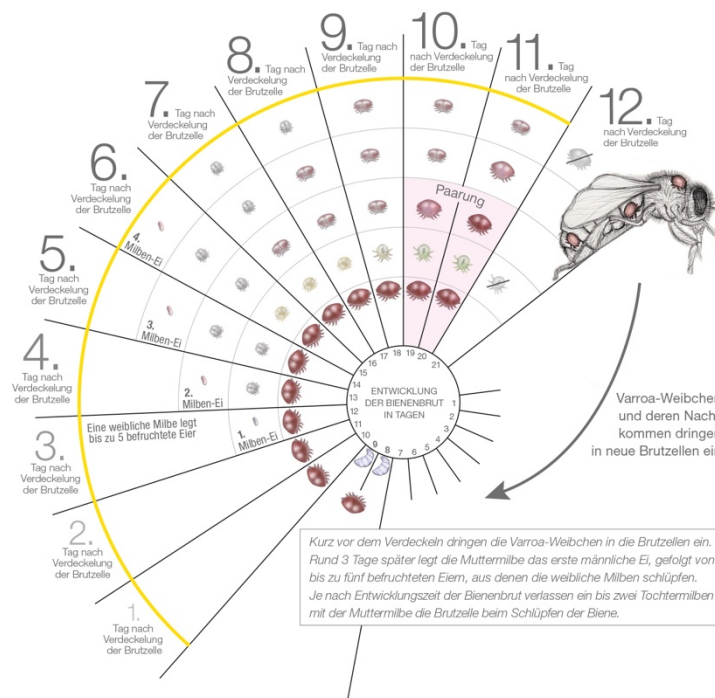 1.
Tag nach
Verdeckelung
der Brutzelle
2.
Tag nach
Verdeckelung
der Brutzelle
3.
Tag nach
Verdeckelung
der Brutzelle
4.
Tag nach
Verdeckelung
der Brutzelle
5.
Tag nach
Verdeckelung
der Brutzelle
6.
Tag nach
Verdeckelung
der Brutzelle
7. Tag nach
Verdeckelung
der Brutzelle
8. Tag nach
Verdeckelung
der Brutzelle
9. Tag nach
Verdeckelung
der Brutzelle
10. Tag
nach Verdeckelung
der Brutzelle
11. Tag
nach Verdeckelung
der Brutzelle
12. Tag
nach Verdeckelung
der Brutzelle
Paarung
4.
Milben-Ei
3.
Milben-Ei
2.
Milben-Ei
1.
Milben-Ei
Eine weibliche Milbe legt
bis zu 5 befruchtete Eier
ENTWICKLUNG
DER BIENENBRUT
IN TAGEN
1
2
3
4
5
6
7
8
9
10
11
12
13
14
15
16
17
18
19
20
21
Varroa-Weibchen
und deren Nach-
kommen dringen
in neue Brutzellen ein
Kurz vor dem Verdeckeln dringen die Varroa-Weibchen in die Brutzellen ein.
Rund 3 Tage später legt die Muttermilbe das erste männliche Ei, gefolgt von
bis zu fünf befruchteten Eiern, aus denen die weibliche Milben schlüpfen.
Je nach Entwicklungszeit der Bienenbrut verlassen ein bis zwei Tochtermilben
mit der Muttermilbe die Brutzelle beim Schlüpfen der Biene.